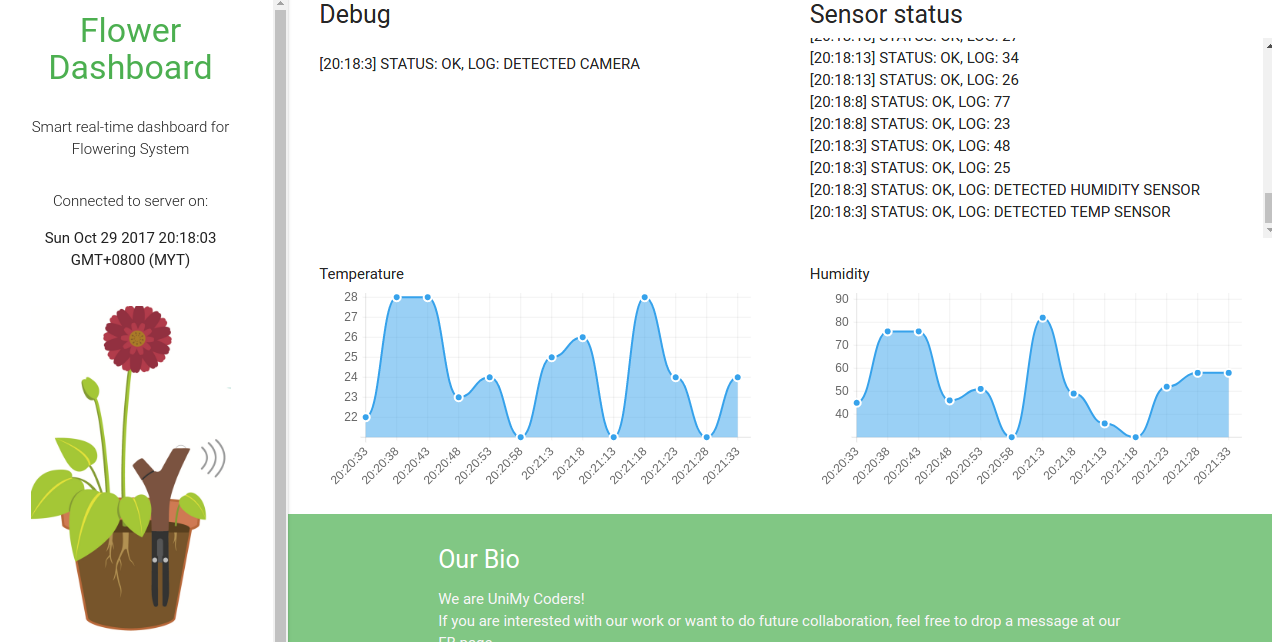 Flower
Dashboard
Smart real-time dashboard for
Flowering System
Connected to server on:
Sun Oct 29 2017 20:18:03
GMT+0800 (MYT)
Debug
[20:18:3] STATUS: OK, LOG: DETECTED CAMERA
Sensor status
[20:18:13] STATUS: OK, LOG: 34
[20:18:13] STATUS: OK, LOG: 26
[20:18:8] STATUS: OK, LOG: 77
[20:18:8] STATUS: OK, LOG: 23
[20:18:3] STATUS: OK, LOG: 48
[20:18:3] STATUS: OK, LOG: 25
[20:18:3] STATUS: OK, LOG: DETECTED HUMIDITY SENSOR
[20:18:3] STATUS: OK, LOG: DETECTED TEMP SENSOR
Temperature
28
27
26
25
24
23
22
20:20:33
20:20:38
20:20:43
20:20:48
20:20:53
20:20:58
20:21:3
20:21:8
20:21:13
20:21:18
20:21:23
20:21:28
20:21:33
Humidity
90
80
70
60
50
40
20:20:33
20:20:38
20:20:43
20:20:48
20:20:53
20:20:58
20:21:3
20:21:8
20:21:13
20:21:18
20:21:23
20:21:28
20:21:33
Our Bio
We are UniMy Coders!
If you are interested with our work or want to do future collaboration, feel free to drop a message at our
FB page